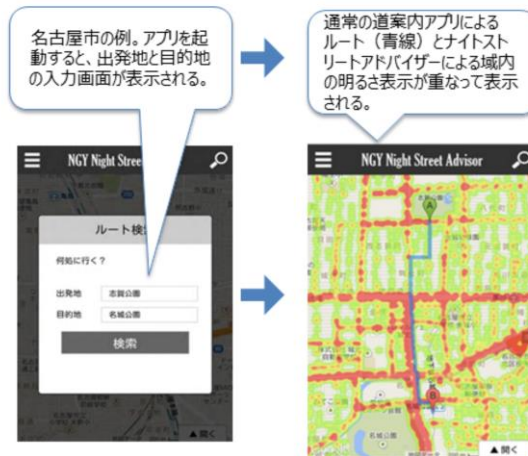 名古屋市の例。アプリを起
動すると、出発地と目的地
の入力画面が表示される。
通常の道案内アプリによる
ルート（青線）とナイトスト
リートアドバイザーによる域内
の明るさ表示が重なって表示
される。
NGY Night Stree
ルート検
何処に行く?
出発地 志賀公園
目的地 名城公園
検索
▲開く
NGY Night Street Advisor
A
B
名城公園
▲開く